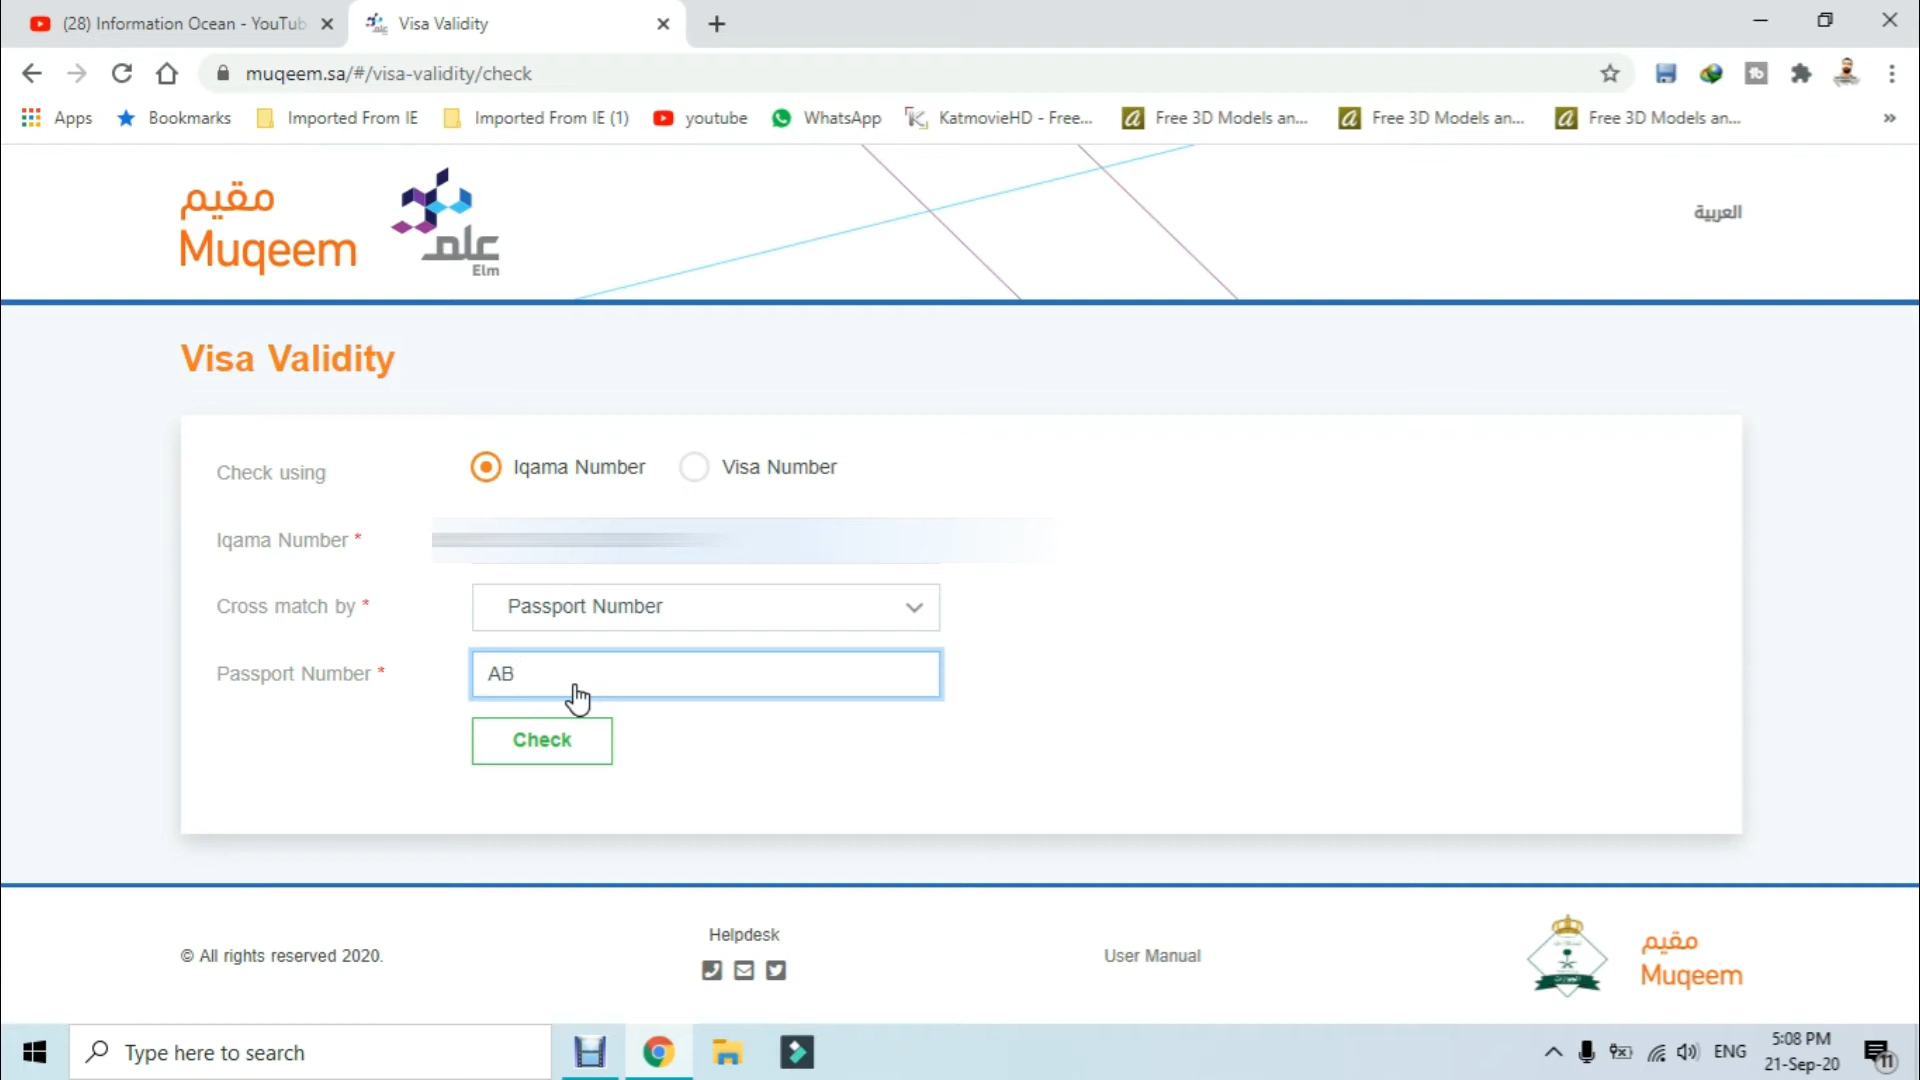 (28) Information Ocean - YouTub
Visa Validity
muqeem.sa/#/visa-validity/check
Apps
Bookmarks
Imported From IE
Imported From IE (1)
youtube
WhatsApp
KatmovieHD - Free...
Free 3D Models an...
Free 3D Models an...
Free 3D Models an...
مقيم
Muqeem
علم
Elm
العربية
Visa Validity
Check using
Iqama Number
Visa Number
Iqama Number *
Cross match by *
Passport Number
Passport Number *
AB
Check
© All rights reserved 2020.
Helpdesk
User Manual
مقيم
Muqeem
Type here to search
ENG
5:08 PM
21-Sep-20
11